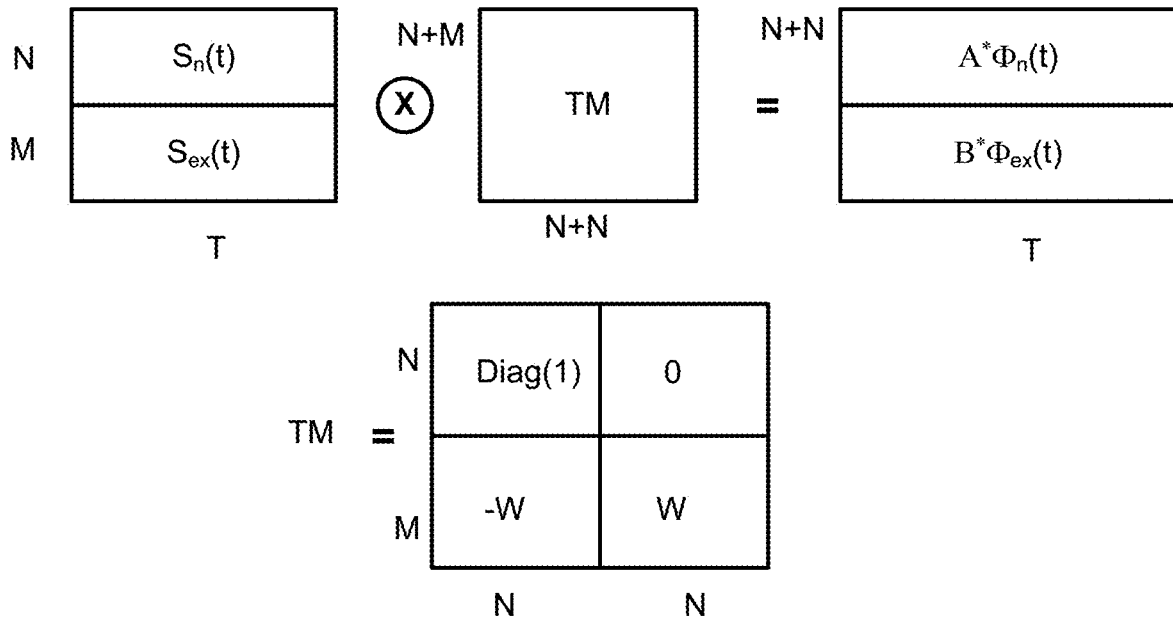 N
S_n(t)
M
S_ex(t)
T
X
N+M
TM
N+N
=
N+N
A*Φ_n(t)
B*Φ_ex(t)
T
TM =
N
Diag(1)
0
M
-W
W
N
N